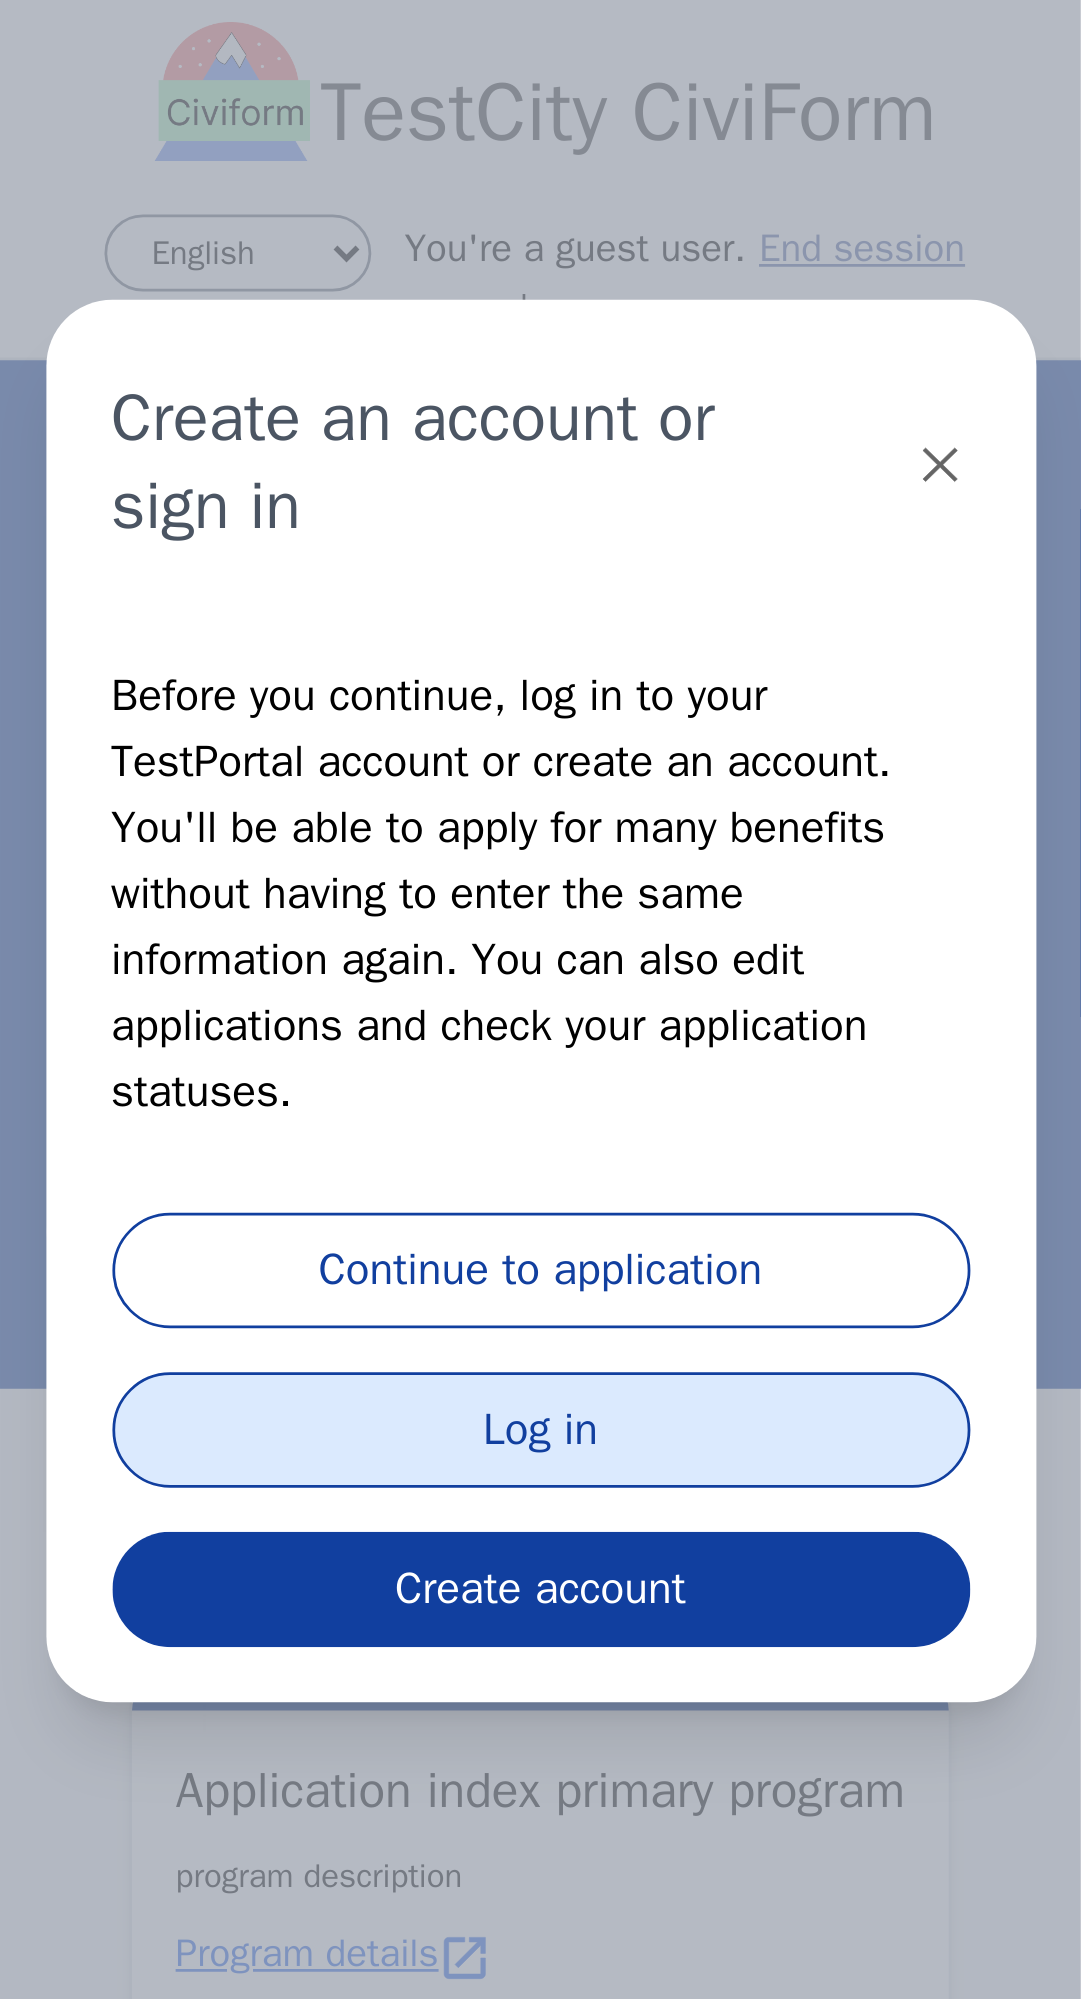 Civiform
TestCity CiviForm
English
You're a guest user. End session
Create an account or
sign in
Before you continue, log in to your
TestPortal account or create an account.
You'll be able to apply for many benefits
without having to enter the same
information again. You can also edit
applications and check your application
statuses.
Continue to application
Log in
Create account
Application index primary program
program description
Program details